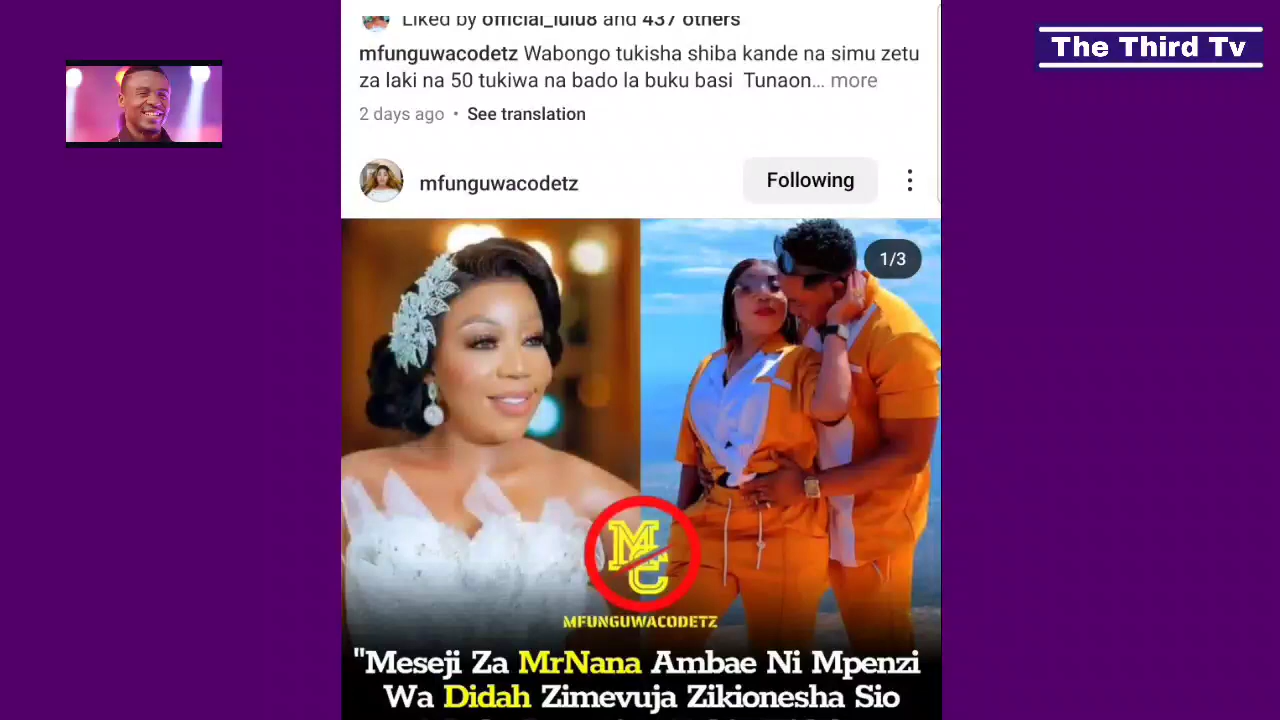 Liked by official_lulu8 and 437 others
The Third Tv
mfunguwacodetz Wabongo tukisha shiba kande na simu zetu
za laki na 50 tukiwa na bado la buku basi Tunaon... more
2 days ago • See translation
mfunguwacodetz
Following
1/3
MC
MFUNGUWACODETZ
"Meseji Za MrNana Ambae Ni Mpenzi
Wa Didah Zimevuja Zikionesha Sio